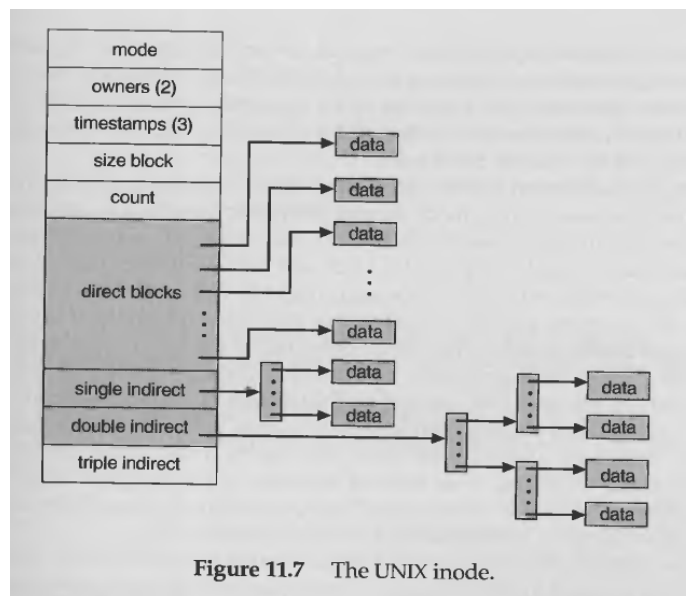 mode
owners (2)
timestamps (3)
size block
count
direct blocks
single indirect
double indirect
triple indirect
data
data
data
data
data
data
data
data
data
data
Figure 11.7 The UNIX inode.